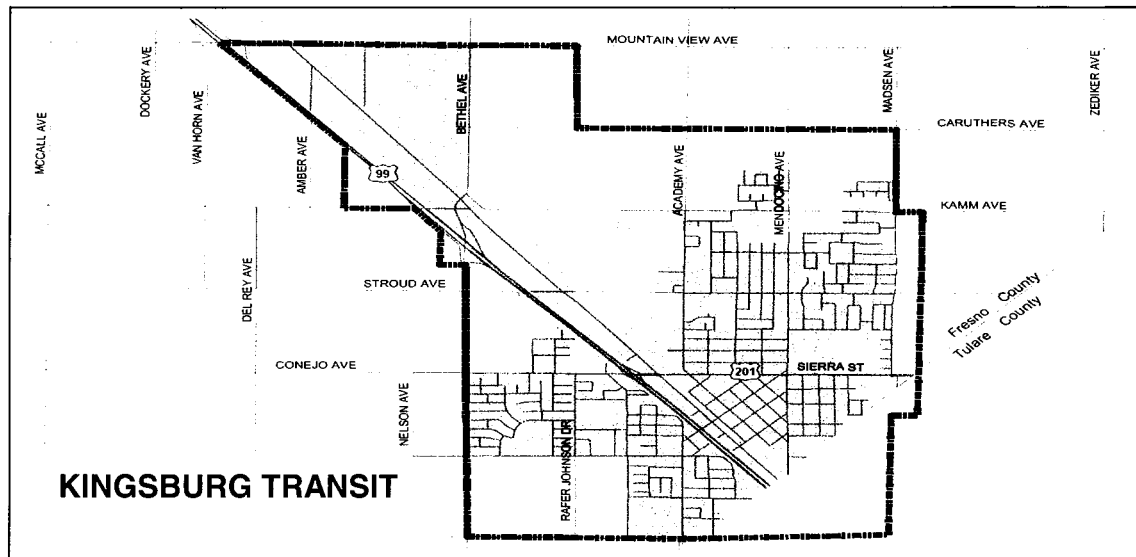 MOUNTAIN VIEW AVE
DOCKERY AVE
MADSEN AVE
ZEDIKER AVE
BETHEL AVE
VAN HORN AVE
MCCALL AVE
CARUTHERS AVE
AMBER AVE
99
ACADEMY AVE
MENDOCINO AVE
KAMM AVE
DEL REY AVE
STROUD AVE
Fresno County
Tulare County
CONEJO AVE
201
SIERRA ST
NELSON AVE
RAFER JOHNSON DR
KINGSBURG TRANSIT